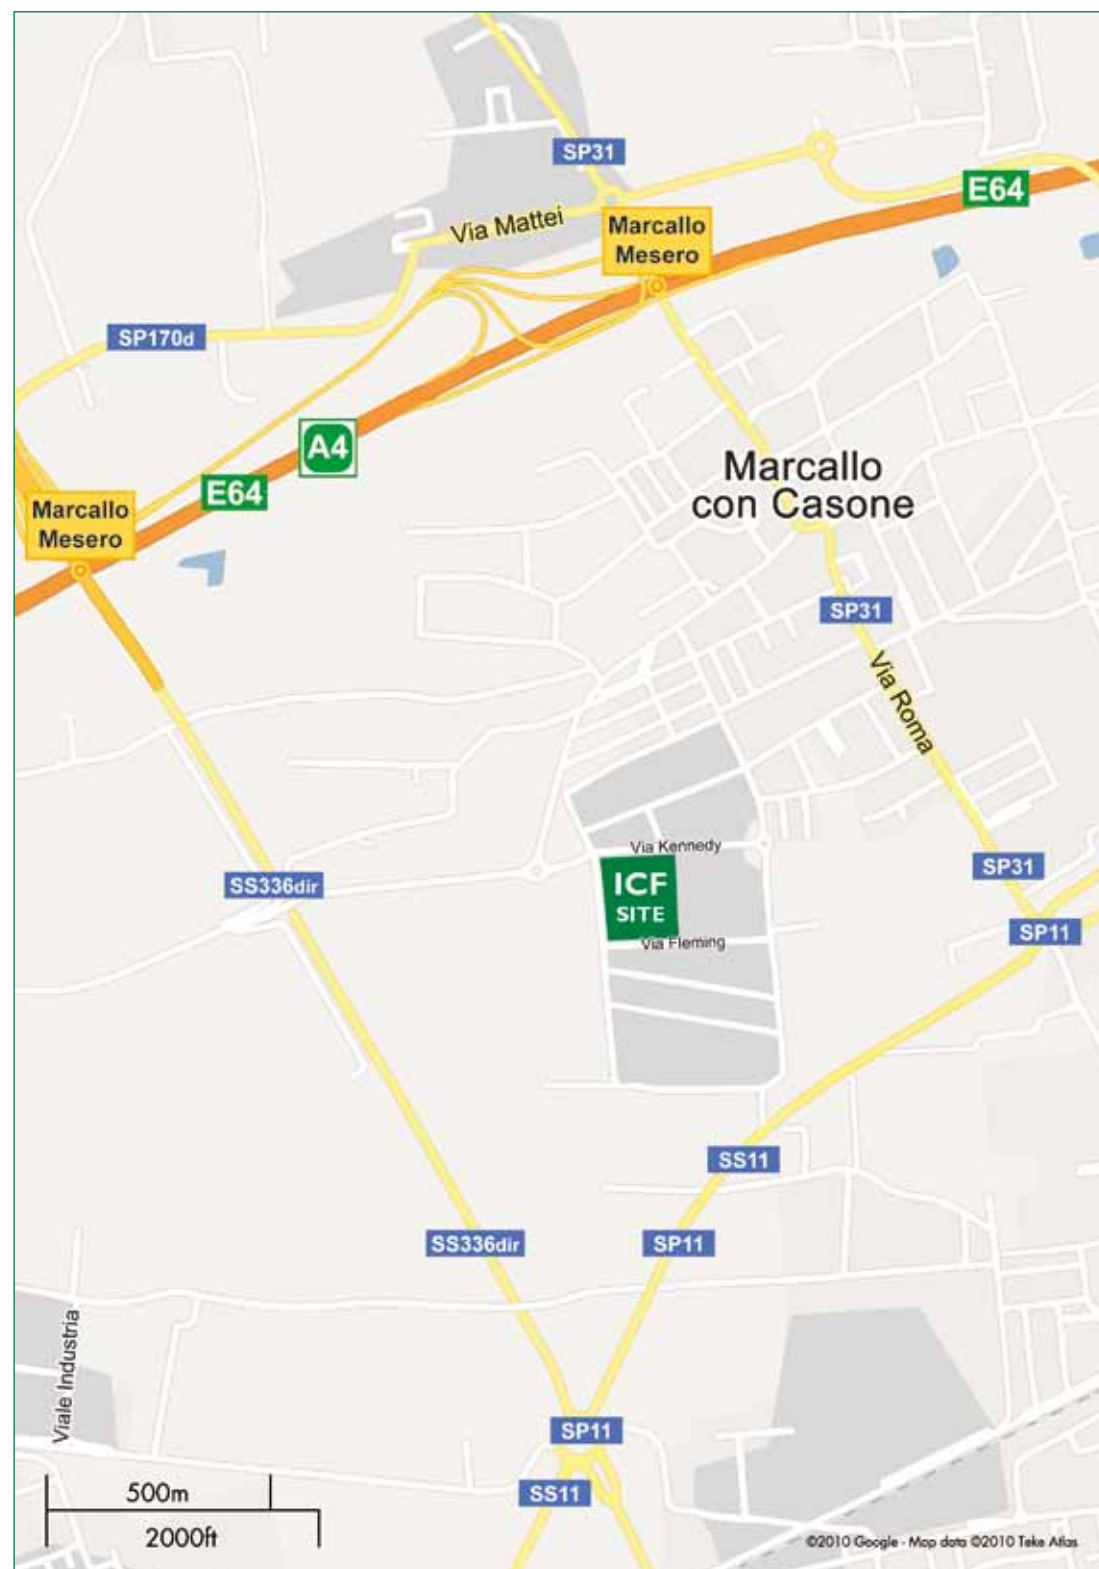 SP31
E64
Via Mattei
Marcallo
Mesero
SP170d
A4
E64
Marcallo
con Casone
Marcallo
Mesero
SP31
Via Roma
Via Kennedy
SP31
ICF
SITE
SS336dir
SP11
Via Fleming
SS11
SS336dir
SP11
Viale Industria
SP11
500m
SS11
2000ft
©2010 Google - Map data ©2010 Teke Atlas